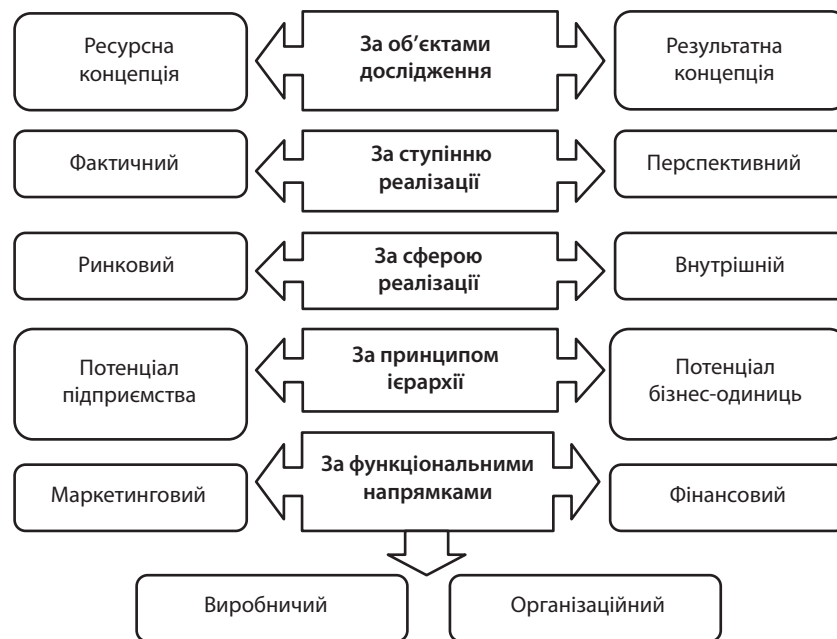 Ресурсна
концепція
За об’єктами
дослідження
Результатна
концепція
Фактичний
За ступінню
реалізації
Перспективний
Ринковий
За сферою
реалізації
Внутрішній
Потенціал
підприємства
За принципом
ієрархії
Потенціал
бізнес-одиниць
Маркетинговий
За функціональними
напрямками
Фінансовий
Виробничий
Організаційний